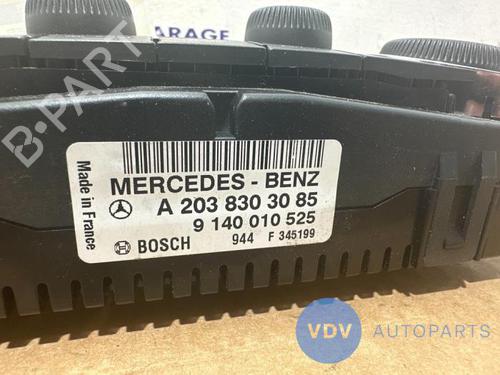 ARAGE
B-PART
Made in France
MERCEDES - BENZ
A 203 830 30 85
9 140 010 525
BOSCH 944 F 345199
VDV AUTOPARTS